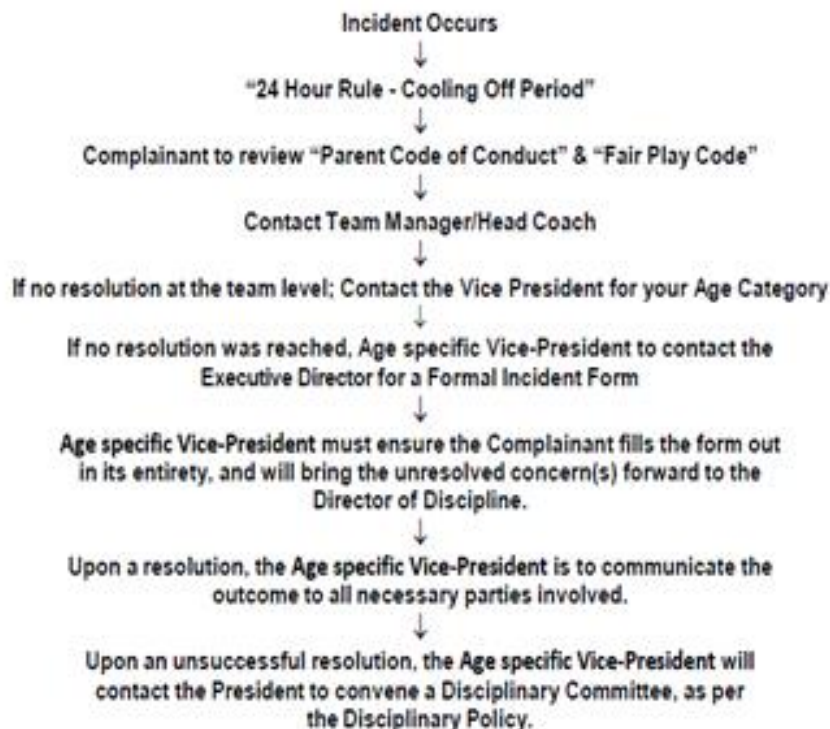 Incident Occurs
↓
“24 Hour Rule - Cooling Off Period”
↓
Complainant to review “Parent Code of Conduct” & “Fair Play Code”
↓
Contact Team Manager/Head Coach
↓
If no resolution at the team level; Contact the Vice President for your Age Category
↓
If no resolution was reached, Age specific Vice-President to contact the
Executive Director for a Formal Incident Form
↓
Age specific Vice-President must ensure the Complainant fills the form out
in its entirety, and will bring the unresolved concern(s) forward to the
Director of Discipline.
↓
Upon a resolution, the Age specific Vice-President is to communicate the
outcome to all necessary parties involved.
↓
Upon an unsuccessful resolution, the Age specific Vice-President will
contact the President to convene a Disciplinary Committee, as per
the Disciplinary Policy.